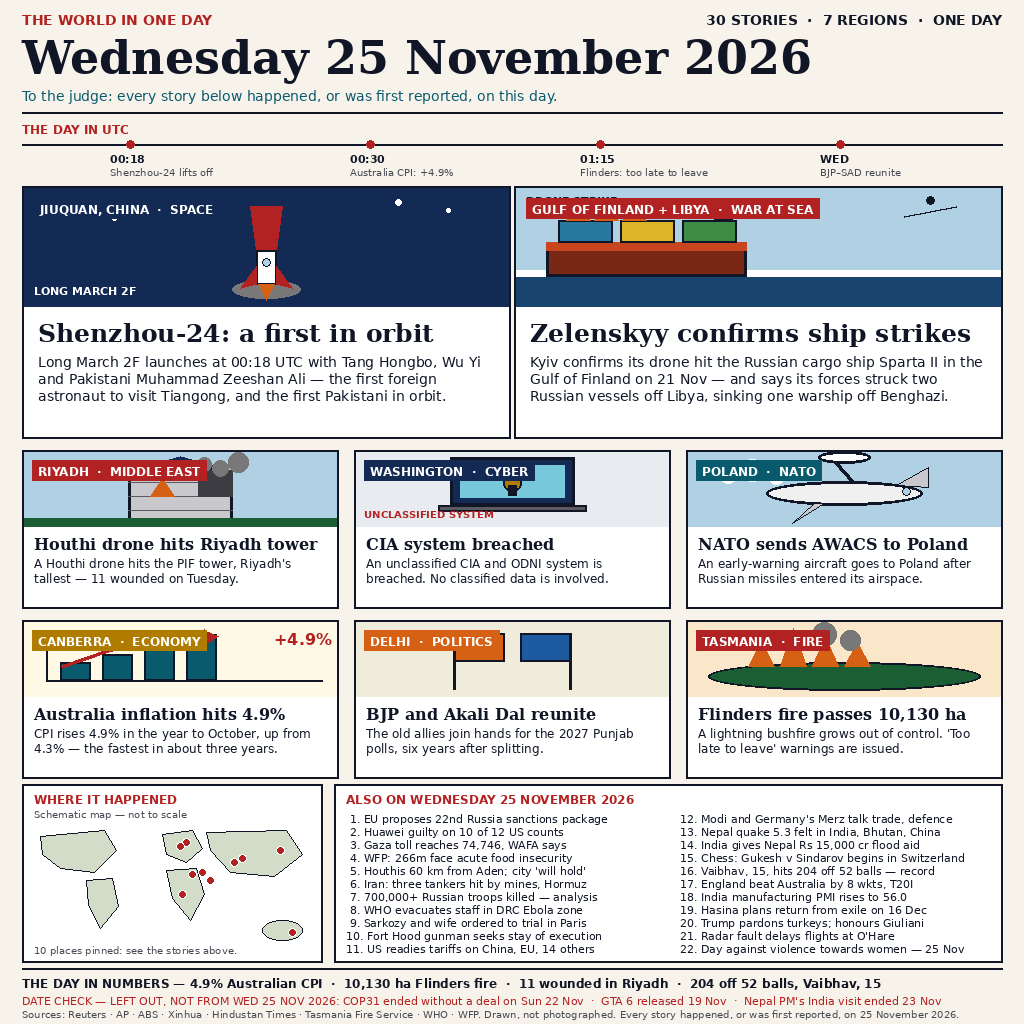 THE WORLD IN ONE DAY
30 STORIES · 7 REGIONS · ONE DAY
Wednesday 25 November 2026
To the judge: every story below happened, or was first reported, on this day.
THE DAY IN UTC
00:18
Shenzhou-24 lifts off
00:30
Australia CPI: +4.9%
01:15
Flinders: too late to leave
WED
BJP–SAD reunite
JIUQUAN, CHINA · SPACE
LONG MARCH 2F
Shenzhou-24: a first in orbit
Long March 2F launches at 00:18 UTC with Tang Hongbo, Wu Yi
and Pakistani Muhammad Zeeshan Ali — the first foreign
astronaut to visit Tiangong, and the first Pakistani in orbit.
GULF OF FINLAND + LIBYA · WAR AT SEA
Zelenskyy confirms ship strikes
Kyiv confirms its drone hit the Russian cargo ship Sparta II in the
Gulf of Finland on 21 Nov — and says its forces struck two
Russian vessels off Libya, sinking one warship off Benghazi.
RIYADH · MIDDLE EAST
Houthi drone hits Riyadh tower
A Houthi drone hits the PIF tower, Riyadh's
tallest — 11 wounded on Tuesday.
WASHINGTON · CYBER
UNCLASSIFIED SYSTEM
CIA system breached
An unclassified CIA and ODNI system is
breached. No classified data is involved.
POLAND · NATO
NATO sends AWACS to Poland
An early-warning aircraft goes to Poland after
Russian missiles entered its airspace.
CANBERRA · ECONOMY
+4.9%
Australia inflation hits 4.9%
CPI rises 4.9% in the year to October, up from
4.3% — the fastest in about three years.
DELHI · POLITICS
BJP and Akali Dal reunite
The old allies join hands for the 2027 Punjab
polls, six years after splitting.
TASMANIA · FIRE
Flinders fire passes 10,130 ha
A lightning bushfire grows out of control. 'Too
late to leave' warnings are issued.
WHERE IT HAPPENED
Schematic map — not to scale
10 places pinned: see the stories above.
ALSO ON WEDNESDAY 25 NOVEMBER 2026
1. EU proposes 22nd Russia sanctions package
2. Huawei guilty on 10 of 12 US counts
3. Gaza toll reaches 74,746, WAFA says
4. WFP: 266m face acute food insecurity
5. Houthis 60 km from Aden; city 'will hold'
6. Iran: three tankers hit by mines, Hormuz
7. 700,000+ Russian troops killed — analysis
8. WHO evacuates staff in DRC Ebola zone
9. Sarkozy and wife ordered to trial in Paris
10. Fort Hood gunman seeks stay of execution
11. US readies tariffs on China, EU, 14 others
12. Modi and Germany's Merz talk trade, defence
13. Nepal quake 5.3 felt in India, Bhutan, China
14. India gives Nepal Rs 15,000 cr flood aid
15. Chess: Gukesh v Sindarov begins in Switzerland
16. Vaibhav, 15, hits 204 off 52 balls — record
17. England beat Australia by 8 wkts, T20I
18. India manufacturing PMI rises to 56.0
19. Hasina plans return from exile on 16 Dec
20. Trump pardons turkeys; honours Giuliani
21. Radar fault delays flights at O'Hare
22. Day against violence towards women — 25 Nov
THE DAY IN NUMBERS — 4.9% Australian CPI · 10,130 ha Flinders fire · 11 wounded in Riyadh · 204 off 52 balls, Vaibhav, 15
DATE CHECK — LEFT OUT, NOT FROM WED 25 NOV 2026: COP31 ended without a deal on Sun 22 Nov · GTA 6 released 19 Nov · Nepal PM's India visit ended 23 Nov
Sources: Reuters · AP · ABS · Xinhua · Hindustan Times · Tasmania Fire Service · WHO · WFP. Drawn, not photographed. Every story happened, or was first reported, on 25 November 2026.